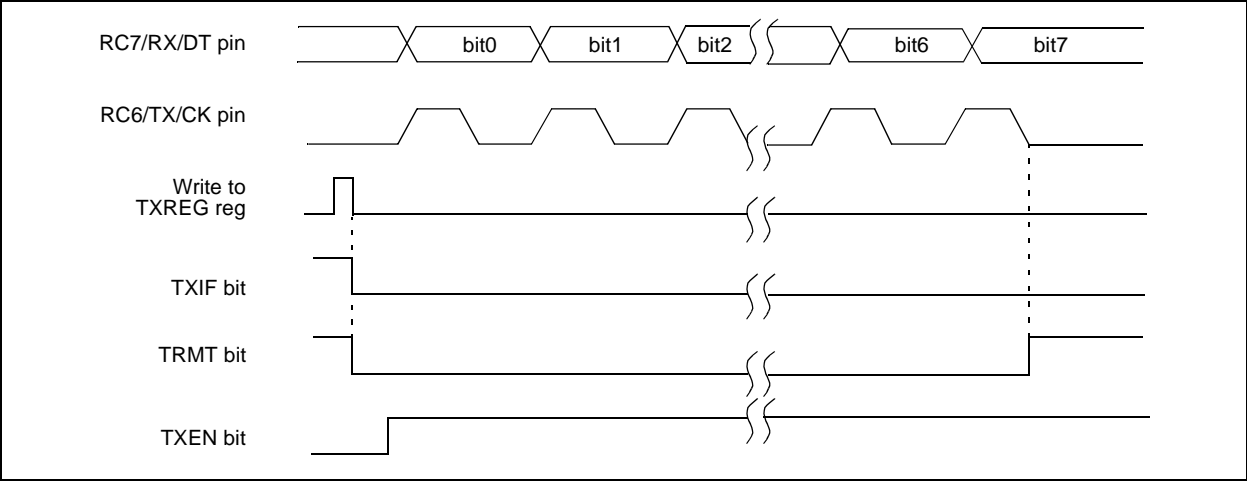 RC7/RX/DT pin
bit0 bit1 bit2 bit6 bit7
RC6/TX/CK pin
Write to
TXREG reg
TXIF bit
TRMT bit
TXEN bit